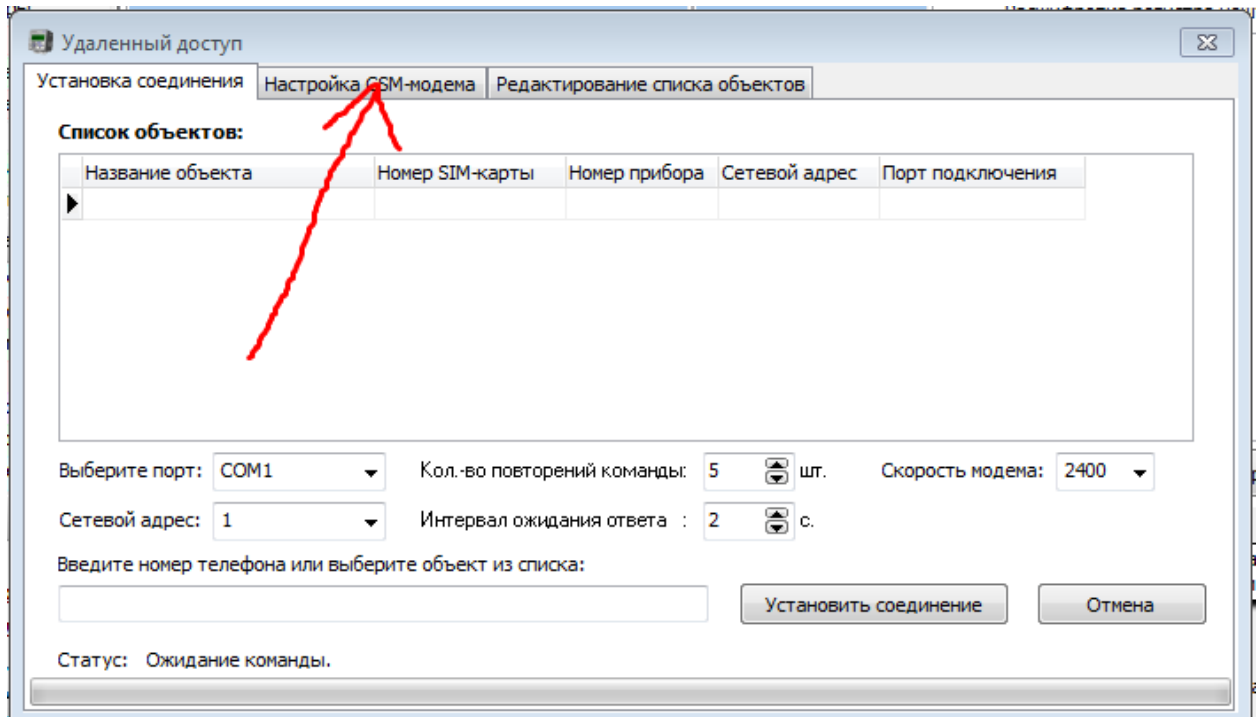 Удаленный доступ
Установка соединения Настройка GSM-модема Редактирование списка объектов
Список объектов:
Название объекта Номер SIM-карты Номер прибора Сетевой адрес Порт подключения
Выберите порт: COM1 Кол.-во повторений команды: 5 шт. Скорость модема: 2400
Сетевой адрес: 1 Интервал ожидания ответа : 2 с.
Введите номер телефона или выберите объект из списка:
Установить соединение Отмена
Статус: Ожидание команды.